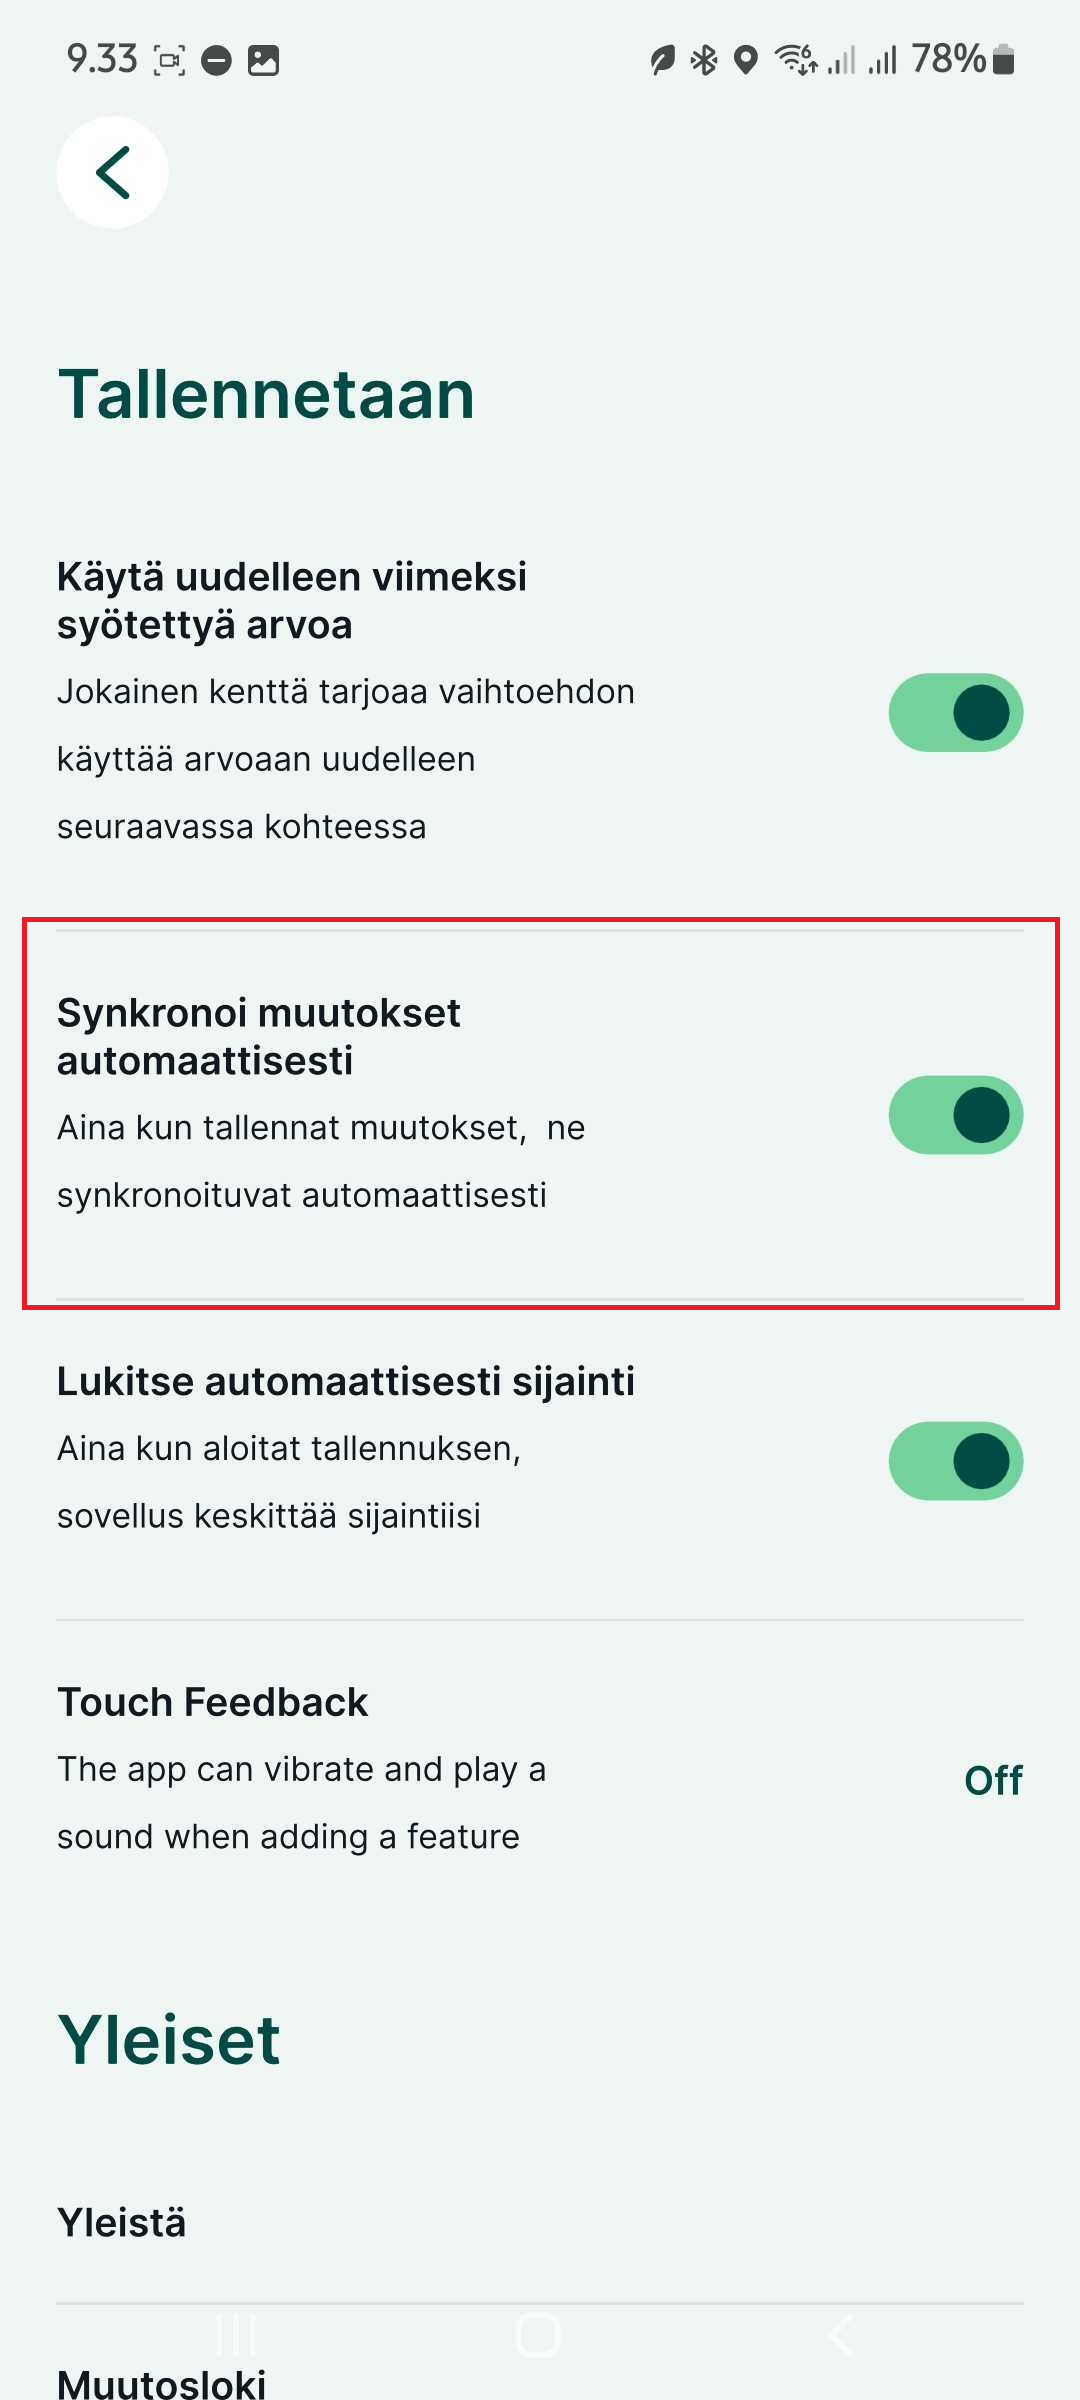 9.33
78%
Tallennetaan
Käytä uudelleen viimeksi
syötettyä arvoa
Jokainen kenttä tarjoaa vaihtoehdon
käyttää arvoaan uudelleen
seuraavassa kohteessa
Synkronoi muutokset
automaattisesti
Aina kun tallennat muutokset,  ne
synkronoituvat automaattisesti
Lukitse automaattisesti sijainti
Aina kun aloitat tallennuksen,
sovellus keskittää sijaintiisi
Touch Feedback
The app can vibrate and play a
sound when adding a feature
Off
Yleiset
Yleistä
Muutosloki